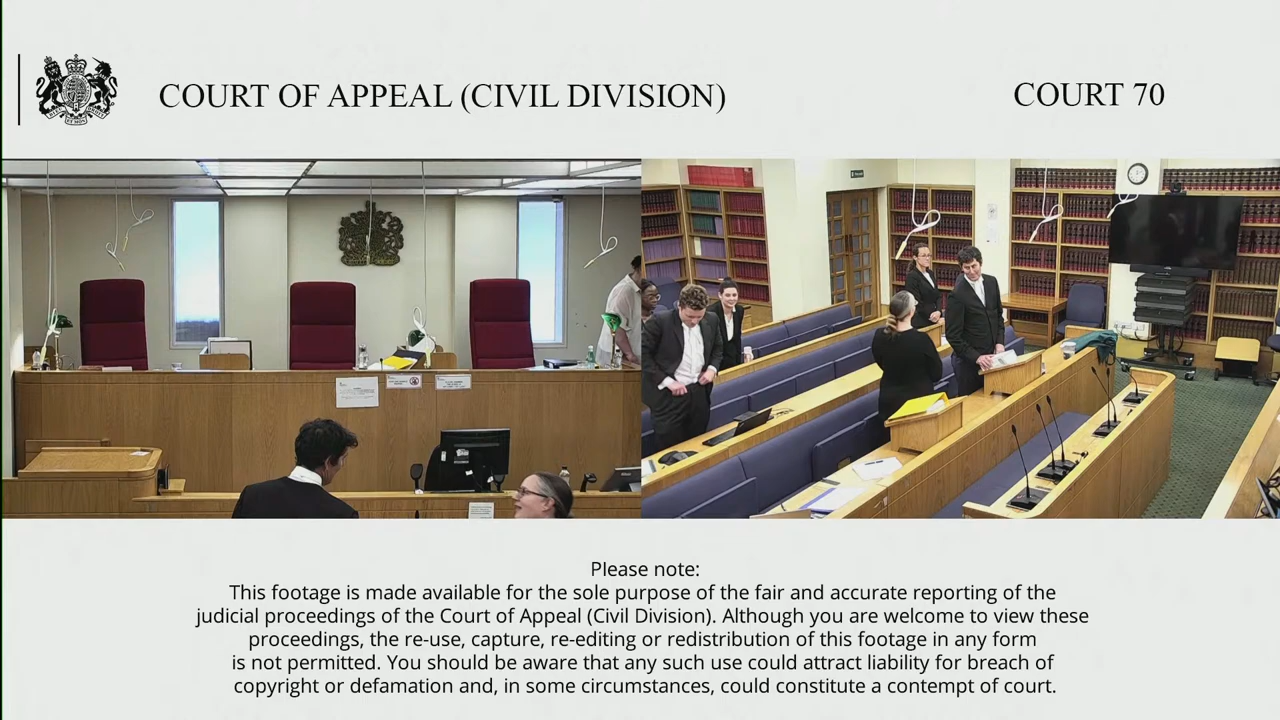 COURT OF APPEAL (CIVIL DIVISION)
COURT 70
Please note:
This footage is made available for the sole purpose of the fair and accurate reporting of the
judicial proceedings of the Court of Appeal (Civil Division). Although you are welcome to view these
proceedings, the re-use, capture, re-editing or redistribution of this footage in any form
is not permitted. You should be aware that any such use could attract liability for breach of
copyright or defamation and, in some circumstances, could constitute a contempt of court.